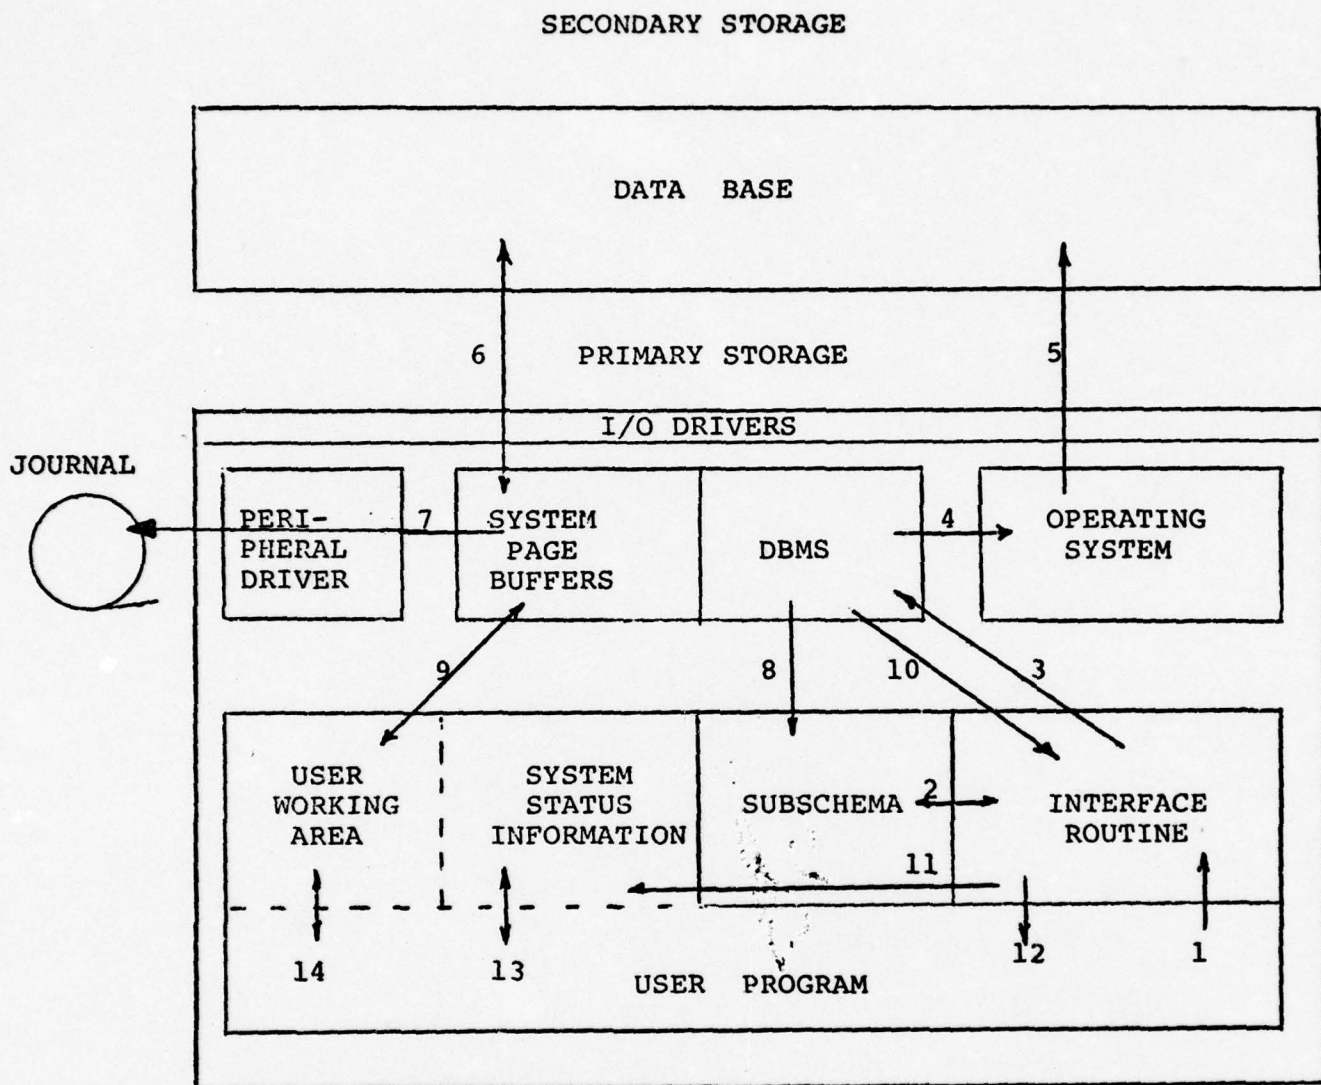 SECONDARY STORAGE
DATA BASE
6 PRIMARY STORAGE 5
I/O DRIVERS
JOURNAL
PERI-
PHERAL
DRIVER
7
SYSTEM
PAGE
BUFFERS
DBMS
4
OPERATING
SYSTEM
9 8 10 3
USER
WORKING
AREA
SYSTEM
STATUS
INFORMATION
SUBSCHEMA
2
INTERFACE
ROUTINE
11
14 13 12 1
USER PROGRAM